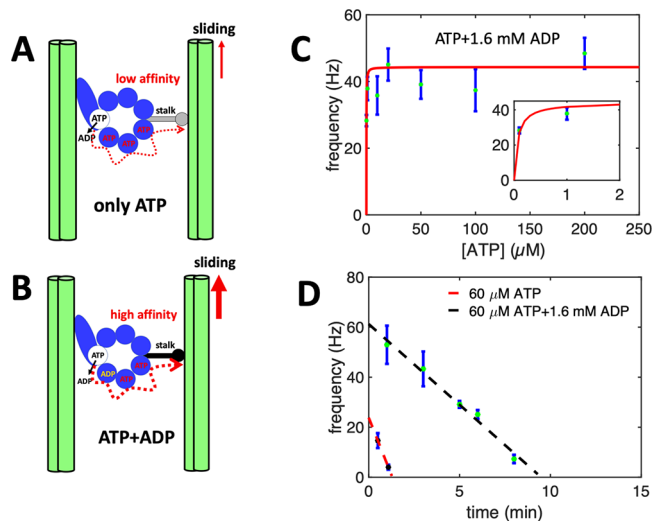 A
sliding
low affinity
ATP
stalk
ADP
only ATP
B
sliding
high affinity
ATP
stalk
ADP
ADP
ATP+ADP
C
ATP+1.6 mM ADP
frequency (Hz)
60
40
20
0
40
20
0
0 1 2
0 50 100 150 200 250
[ATP] (µM)
D
60 µM ATP
60 µM ATP+1.6 mM ADP
frequency (Hz)
80
60
40
20
0
0 5 10 15
time (min)